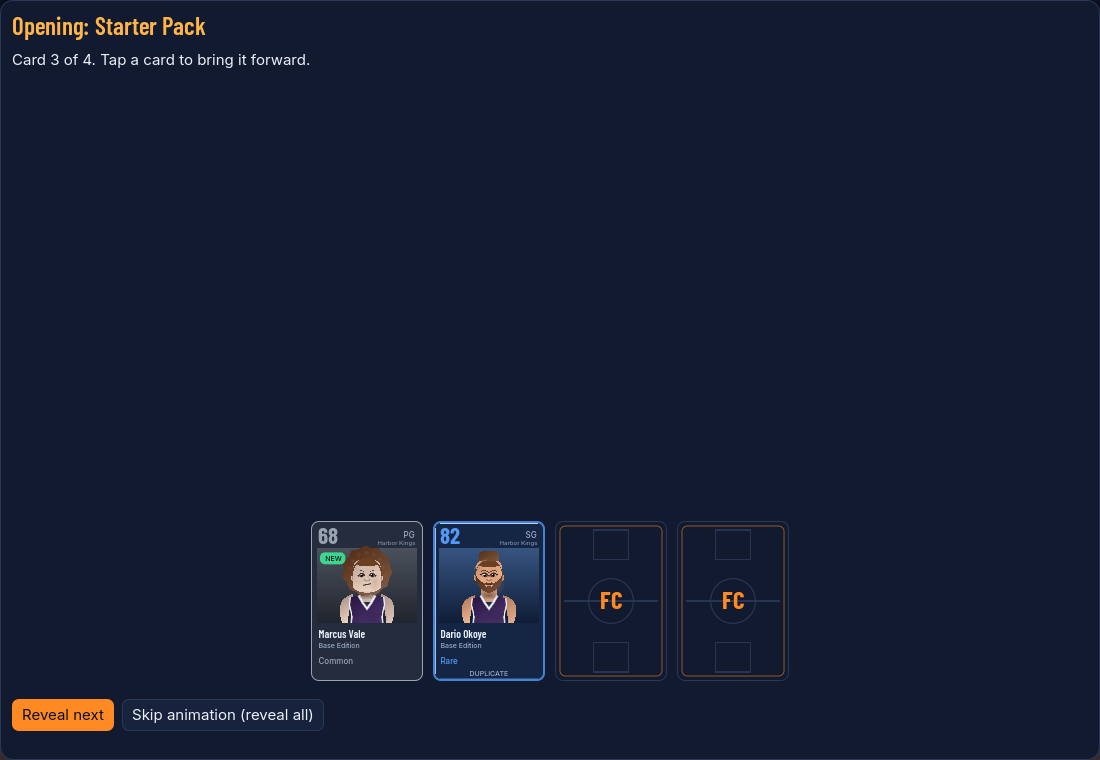 Opening: Starter Pack
Card 3 of 4. Tap a card to bring it forward.
68
PG
Harbor Kings
NEW
Marcus Vale
Base Edition
Common
82
SG
Harbor Kings
Dario Okoye
Base Edition
Rare
DUPLICATE
FC
FC
Reveal next
Skip animation (reveal all)